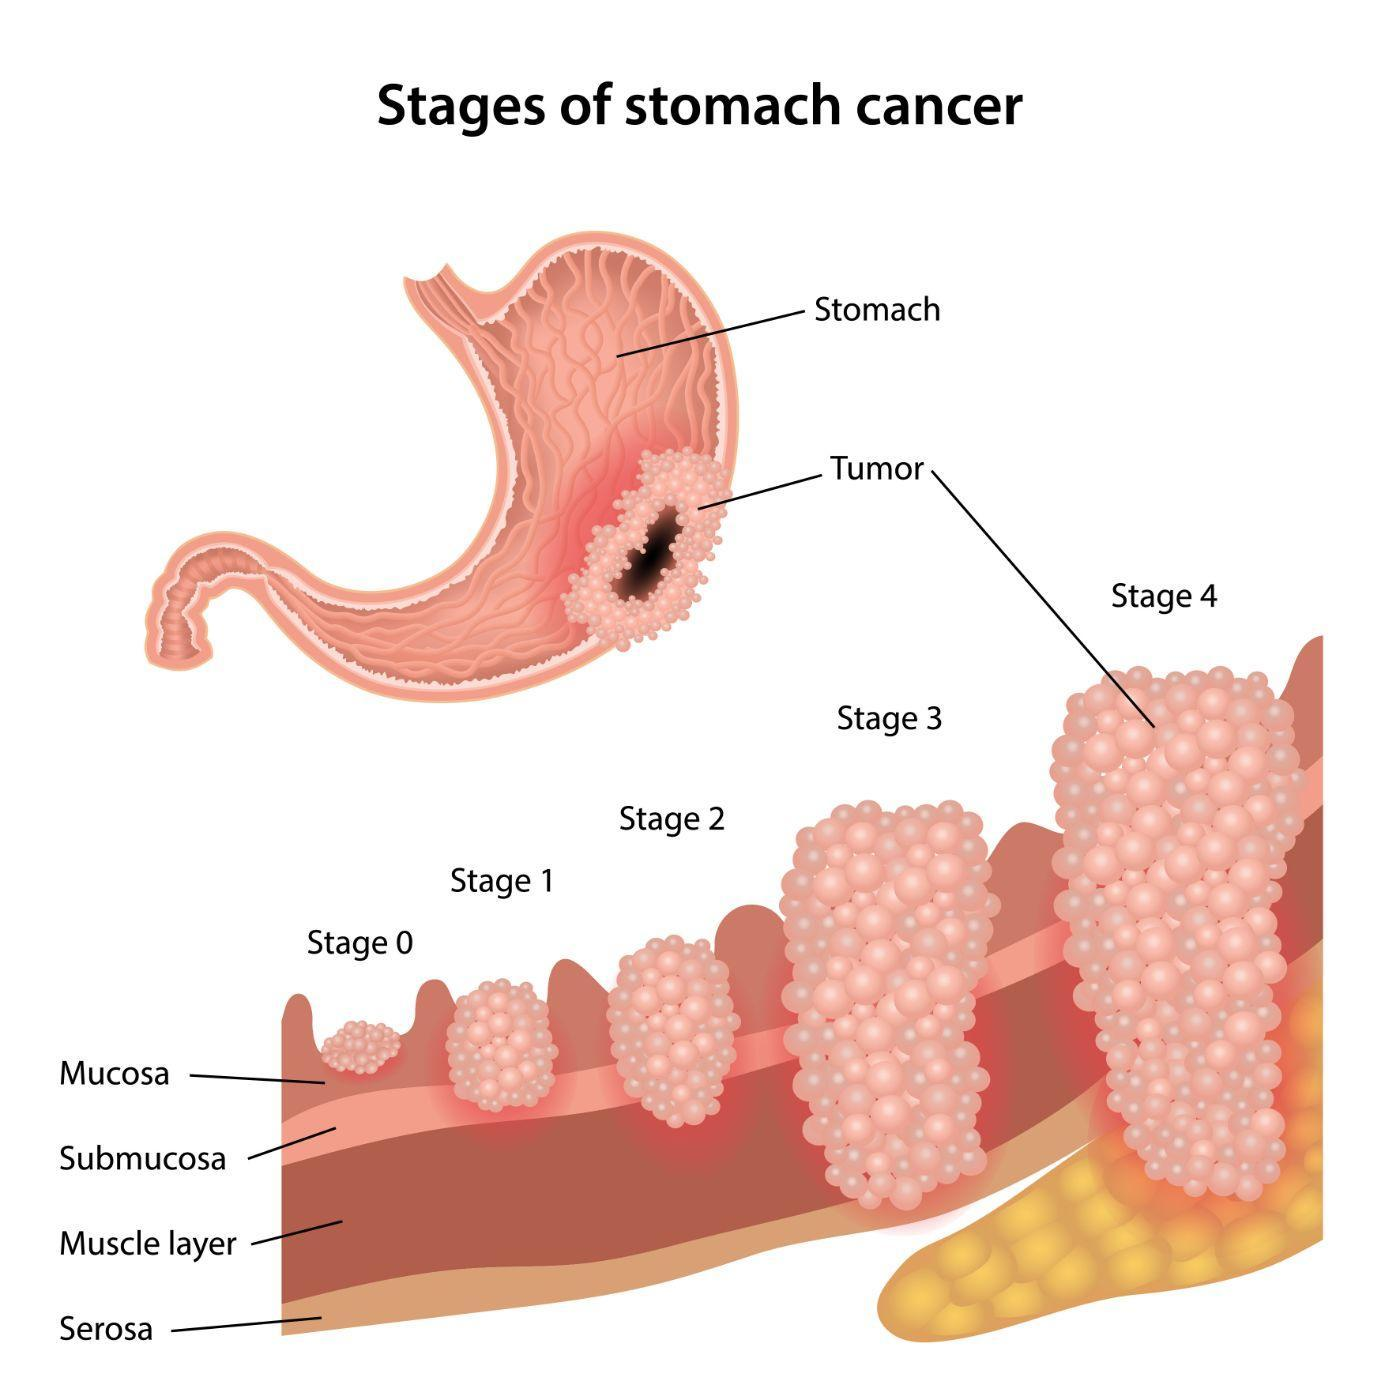 Stages of stomach cancer
Stomach
Tumor
Stage 4
Stage 3
Stage 2
Stage 1
Stage 0
Mucosa
Submucosa
Muscle layer
Serosa